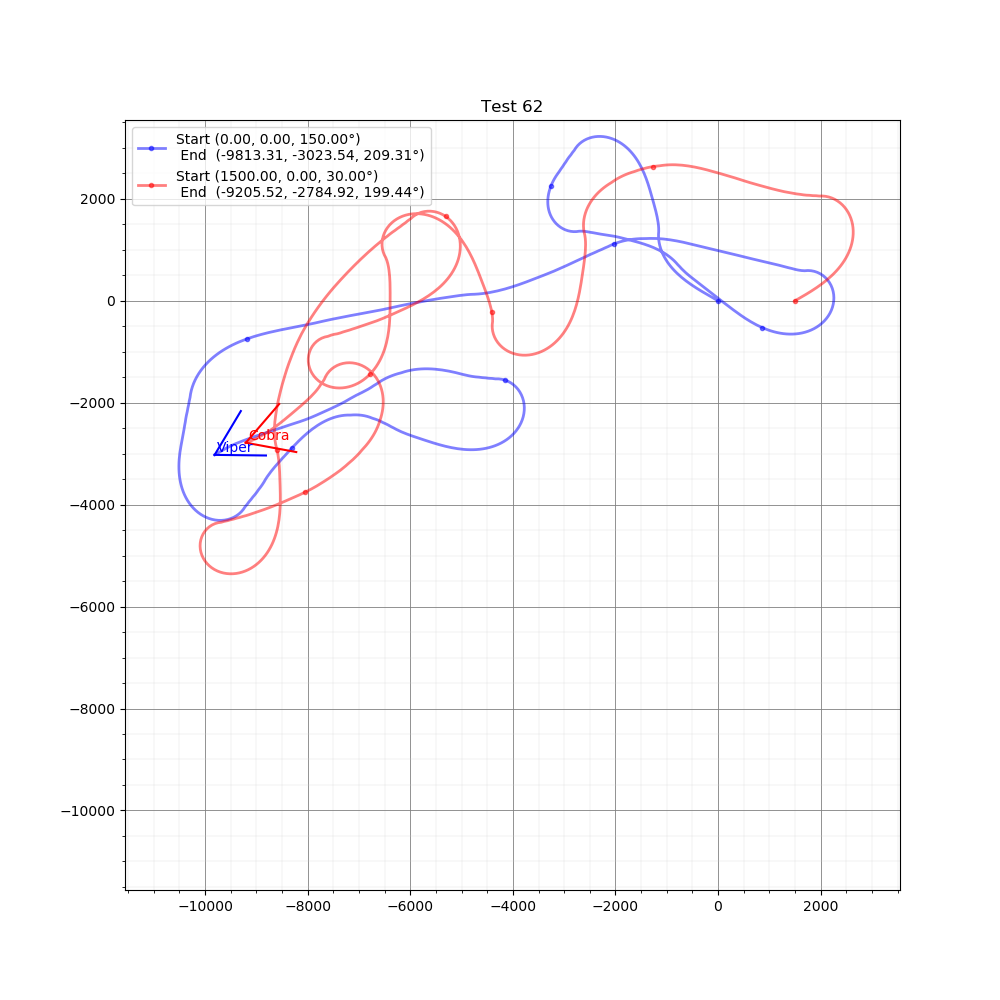 Test 62
Start (0.00, 0.00, 150.00°)
End (-9813.31, -3023.54, 209.31°)
Start (1500.00, 0.00, 30.00°)
End (-9205.52, -2784.92, 199.44°)
2000
0
−2000
−4000
−6000
−8000
−10000
Cobra
Viper
−10000 −8000 −6000 −4000 −2000 0 2000